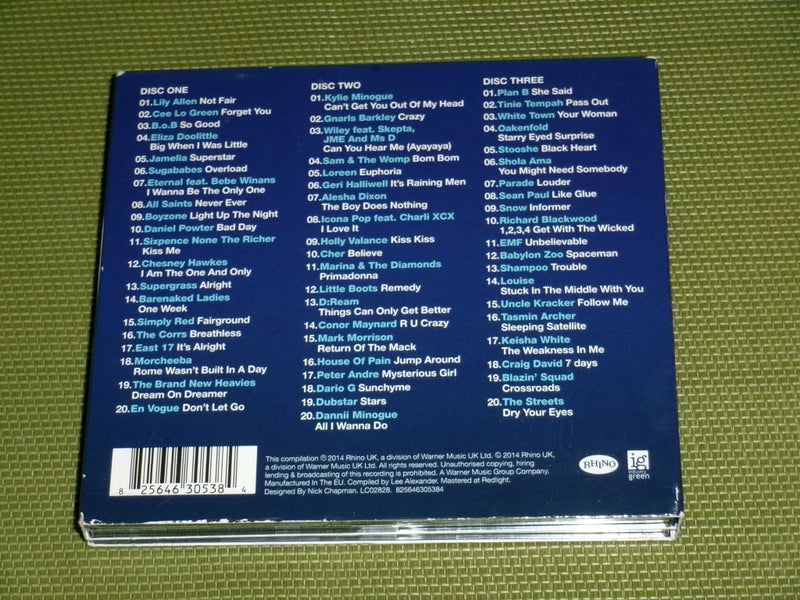 DISC ONE
01.Lily Allen Not Fair
02.Cee Lo Green Forget You
03.B.o.B So Good
04.Eliza Doolittle
Big When I Was Little
05.Jamelia Superstar
06.Sugababes Overload
07.Eternal feat. Bebe Winans
I Wanna Be The Only One
08.All Saints Never Ever
09.Boyzone Light Up The Night
10.Daniel Powter Bad Day
11.Sixpence None The Richer
Kiss Me
12.Chesney Hawkes
I Am The One And Only
13.Supergrass Alright
14.Barenaked Ladies
One Week
15.Simply Red Fairground
16.The Corrs Breathless
17.East 17 It's Alright
18.Morcheeba
Rome Wasn't Built In A Day
19.The Brand New Heavies
Dream On Dreamer
20.En Vogue Don't Let Go
DISC TWO
01.Kylie Minogue
Can't Get You Out Of My Head
02.Gnarls Barkley Crazy
03.Wiley feat. Skepta,
JME And Ms D
Can You Hear Me (Ayayaya)
04.Sam & The Womp Bom Bom
05.Loreen Euphoria
06.Geri Halliwell It's Raining Men
07.Alesha Dixon
The Boy Does Nothing
08.Icona Pop feat. Charli XCX
I Love It
09.Holly Valance Kiss Kiss
10.Cher Believe
11.Marina & The Diamonds
Primadonna
12.Little Boots Remedy
13.D:Ream
Things Can Only Get Better
14.Conor Maynard R U Crazy
15.Mark Morrison
Return Of The Mack
16.House Of Pain Jump Around
17.Peter Andre Mysterious Girl
18.Dario G Sunchyme
19.Dubstar Stars
20.Dannii Minogue
All I Wanna Do
DISC THREE
01.Plan B She Said
02.Tinie Tempah Pass Out
03.White Town Your Woman
04.Oakenfold
Starry Eyed Surprise
05.Stooshe Black Heart
06.Shola Ama
You Might Need Somebody
07.Parade Louder
08.Sean Paul Like Glue
09.Snow Informer
10.Richard Blackwood
1,2,3,4 Get With The Wicked
11.EMF Unbelievable
12.Babylon Zoo Spaceman
13.Shampoo Trouble
14.Louise
Stuck In The Middle With You
15.Uncle Kracker Follow Me
16.Tasmin Archer
Sleeping Satellite
17.Keisha White
The Weakness In Me
18.Craig David 7 days
19.Blazin' Squad
Crossroads
20.The Streets
Dry Your Eyes
8 25646 30538 4
This compilation ℗ 2014 Rhino UK, a division of Warner Music UK Ltd. © 2014 Rhino UK,
a division of Warner Music UK Ltd. All rights reserved. Unauthorised copying, hiring
lending & broadcasting of this recording is prohibited. A Warner Music Group Company.
Manufactured In The EU. Compiled by Lee Alexander. Mastered at Redlight.
Designed By Nick Chapman. LC02828. 825646305384
RHINO
ig
green